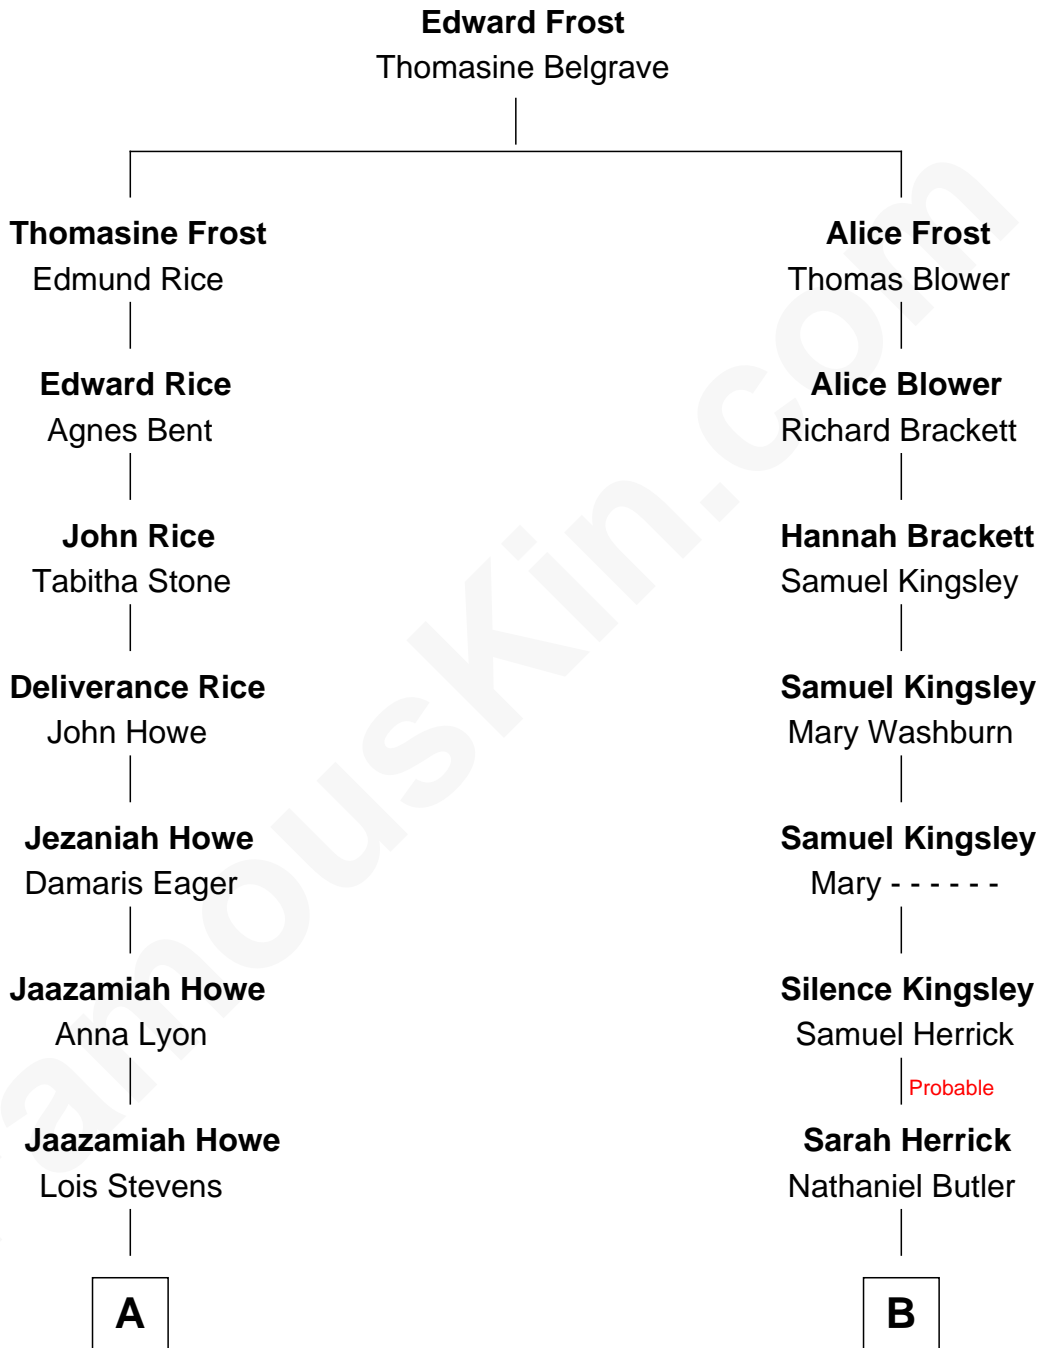 Edward Frost
Thomasine Belgrave
Thomasine Frost
Edmund Rice
Alice Frost
Thomas Blower
Edward Rice
Agnes Bent
Alice Blower
Richard Brackett
John Rice
Tabitha Stone
Hannah Brackett
Samuel Kingsley
Deliverance Rice
John Howe
Samuel Kingsley
Mary Washburn
Jezaniah Howe
Damaris Eager
Samuel Kingsley
Mary - - - - - -
Jaazamiah Howe
Anna Lyon
Silence Kingsley
Samuel Herrick
Probable
Jaazamiah Howe
Lois Stevens
Sarah Herrick
Nathaniel Butler
A
B
amousKin.com